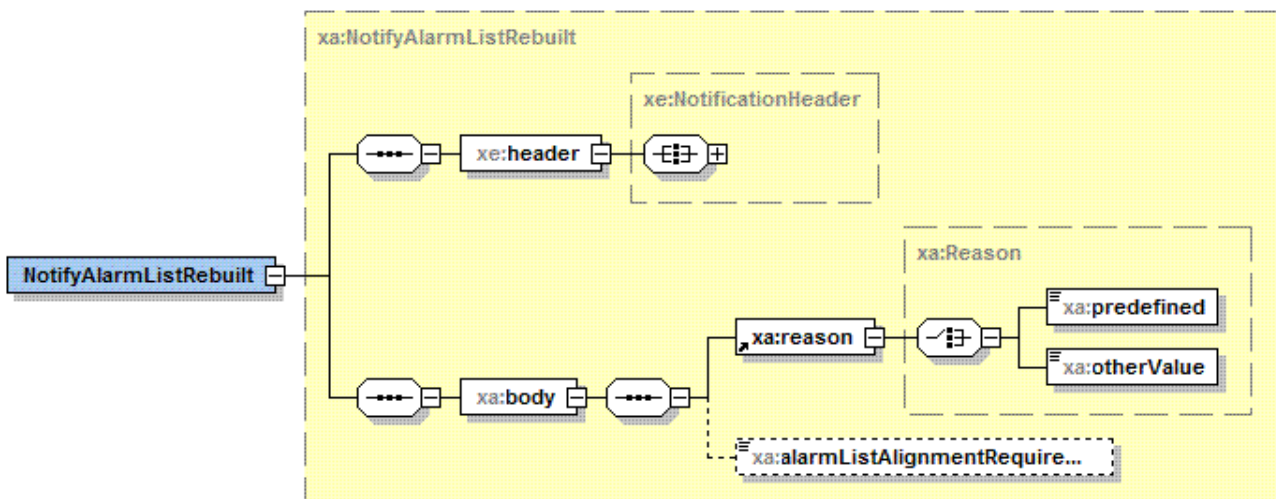 xa:NotifyAlarmListRebuilt
xe:NotificationHeader
xe:header
NotifyAlarmListRebuilt
xa:Reason
xa:predefined
xa:reason
xa:otherValue
xa:body
xa:alarmListAlignmentRequire...